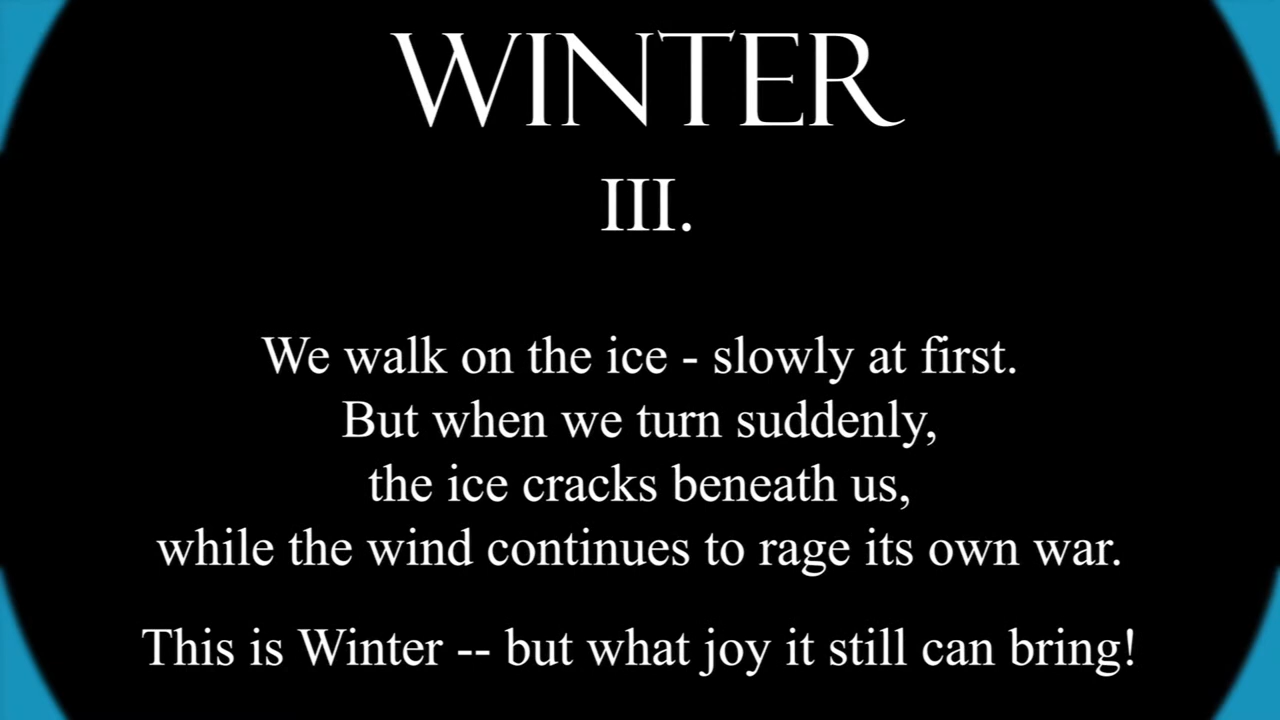 WINTER
III.
We walk on the ice - slowly at first.
But when we turn suddenly,
the ice cracks beneath us,
while the wind continues to rage its own war.
This is Winter -- but what joy it still can bring!